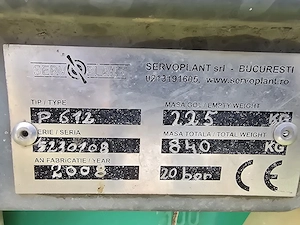 SERVOPLANT srl - BUCURESTI
0213191605, www.servoplant.ro
TIP / TYPE
P 612
MASA GOL / EMPTY WEIGHT
225 KG
SERIE / SERIA
MASA TOTALA / TOTAL WEIGHT
840 KG
AN FABRICATIE / YEAR
2008
20 bar
CE